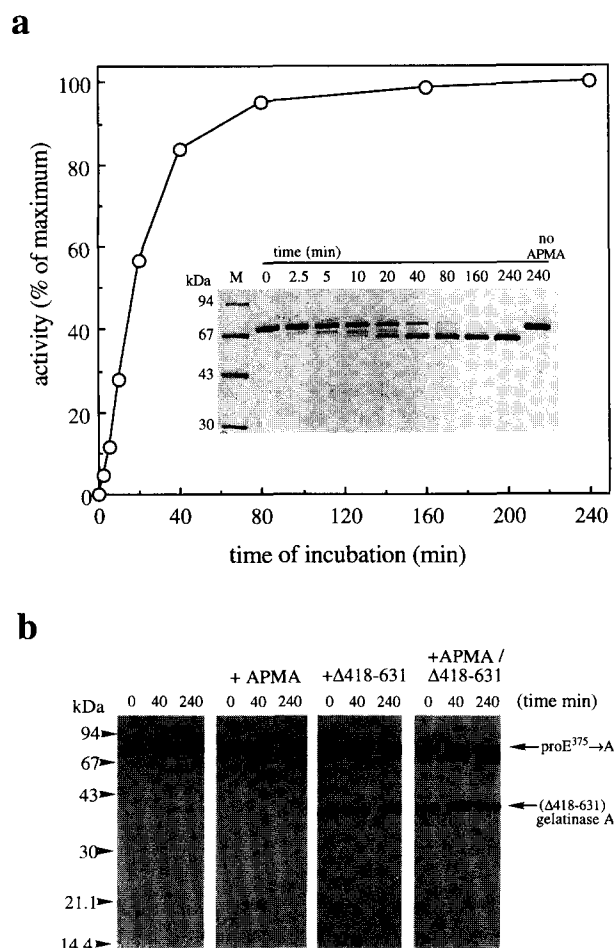 a
100
80
60
40
20
0
activity (% of maximum)
no
APMA
time (min)
kDa M 0 2.5 5 10 20 40 80 160 240 240
94
67
43
30
0 40 80 120 160 200 240
time of incubation (min)
b
+ APMA +Δ418-631 +APMA /
Δ418-631
kDa 0 40 240 0 40 240 0 40 240 0 40 240 (time min)
94
67
43
30
21.1
14.4
proE³⁷⁵→A
(Δ418-631)
gelatinase A